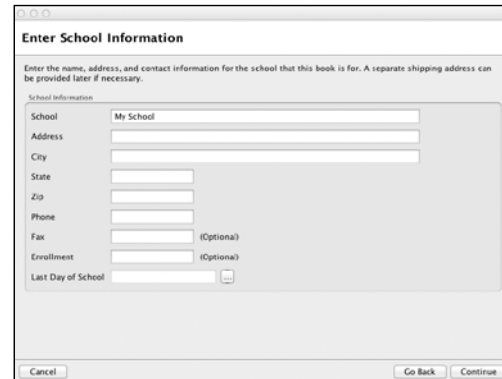 Enter School Information
Enter the name, address, and contact information for the school that this book is for. A separate shipping address can
be provided later if necessary.
School Information
School My School
Address
City
State
Zip
Phone
Fax (Optional)
Enrollment (Optional)
Last Day of School ...
Cancel Go Back Continue